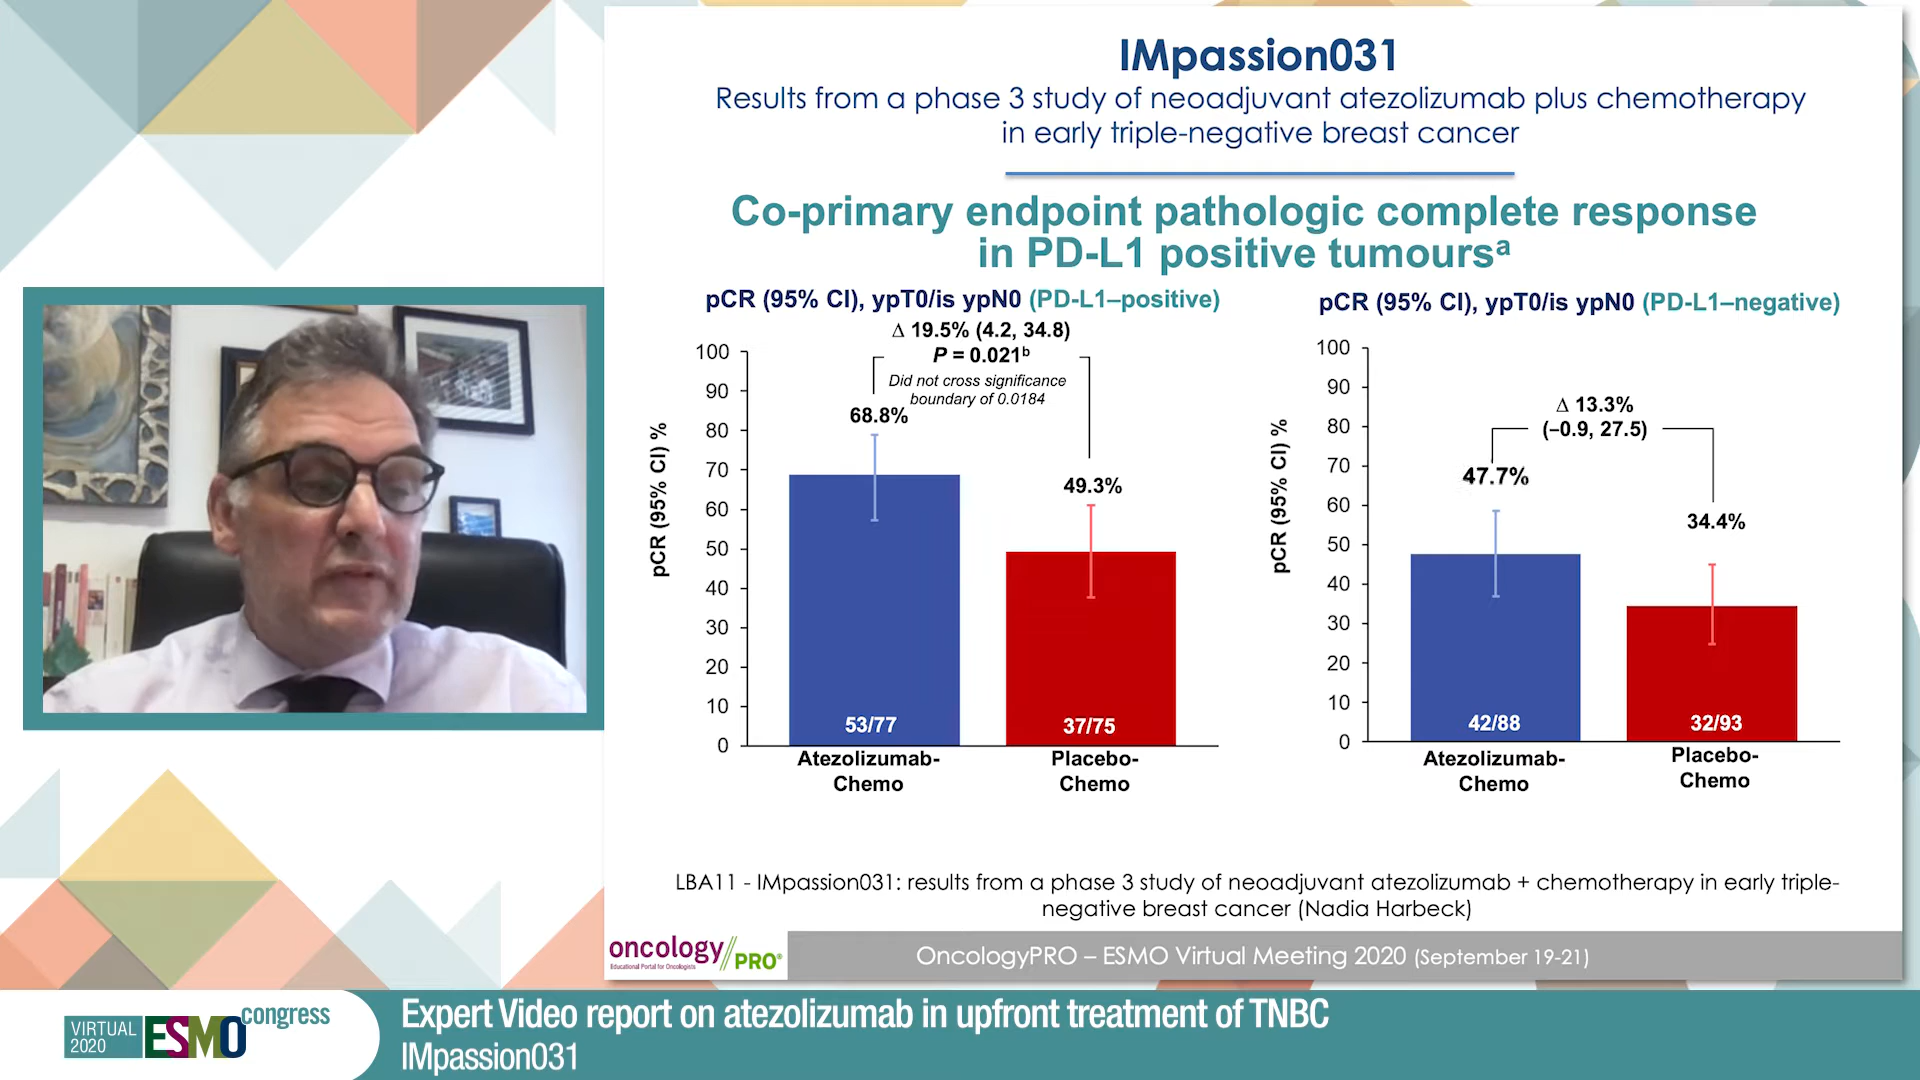 IMpassion031
Results from a phase 3 study of neoadjuvant atezolizumab plus chemotherapy
in early triple-negative breast cancer
Co-primary endpoint pathologic complete response
in PD-L1 positive tumoursᵃ
pCR (95% CI), ypT0/is ypN0 (PD-L1–positive)
Δ 19.5% (4.2, 34.8)
P = 0.021ᵇ
Did not cross significance
boundary of 0.0184
68.8%
49.3%
pCR (95% CI) %
100
90
80
70
60
50
40
30
20
10
0
53/77
37/75
Atezolizumab-
Chemo
Placebo-
Chemo
pCR (95% CI), ypT0/is ypN0 (PD-L1–negative)
Δ 13.3%
(–0.9, 27.5)
47.7%
34.4%
pCR (95% CI) %
100
90
80
70
60
50
40
30
20
10
0
42/88
32/93
Atezolizumab-
Chemo
Placebo-
Chemo
LBA11 - IMpassion031: results from a phase 3 study of neoadjuvant atezolizumab + chemotherapy in early triple-
negative breast cancer (Nadia Harbeck)
oncology//PRO®
Educational Portal for Oncologists
OncologyPRO – ESMO Virtual Meeting 2020 (September 19-21)
VIRTUAL
2020
ESMO congress
Expert Video report on atezolizumab in upfront treatment of TNBC
IMpassion031